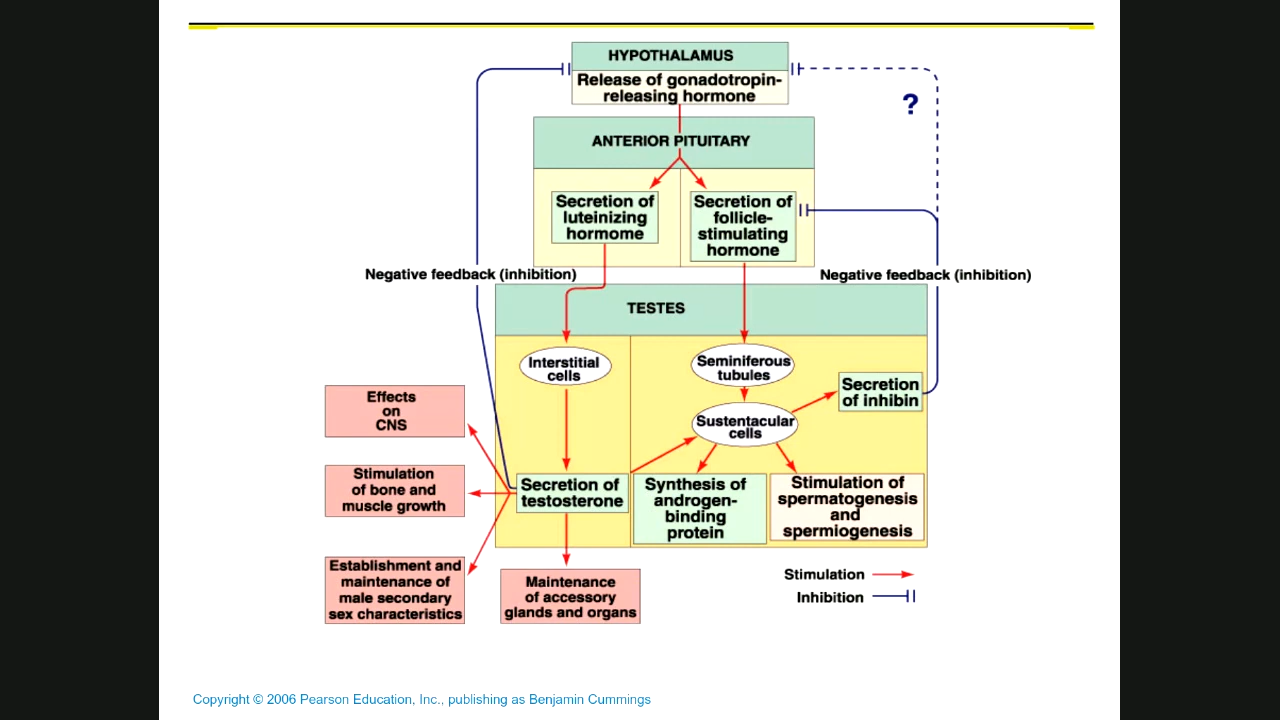 HYPOTHALAMUS
Release of gonadotropin-
releasing hormone
?
ANTERIOR PITUITARY
Secretion of
luteinizing
hormome
Secretion of
follicle-
stimulating
hormone
Negative feedback (inhibition)
Negative feedback (inhibition)
TESTES
Interstitial
cells
Seminiferous
tubules
Sustentacular
cells
Secretion
of inhibin
Effects
on
CNS
Stimulation
of bone and
muscle growth
Establishment and
maintenance of
male secondary
sex characteristics
Secretion of
testosterone
Synthesis of
androgen-
binding
protein
Stimulation of
spermatogenesis
and
spermiogenesis
Maintenance
of accessory
glands and organs
Stimulation
Inhibition
Copyright © 2006 Pearson Education, Inc., publishing as Benjamin Cummings